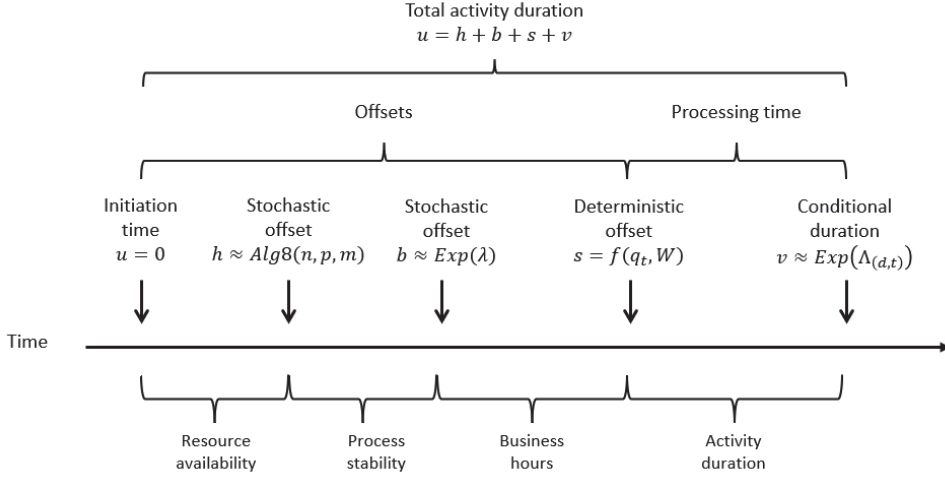 Total activity duration
u = h + b + s + v
Offsets
Processing time
Initiation
time
u = 0
Stochastic
offset
h ≈ Alg8(n, p, m)
Stochastic
offset
b ≈ Exp(λ)
Deterministic
offset
s = f(q_t, W)
Conditional
duration
v ≈ Exp(Λ_(d,t))
Time
Resource
availability
Process
stability
Business
hours
Activity
duration